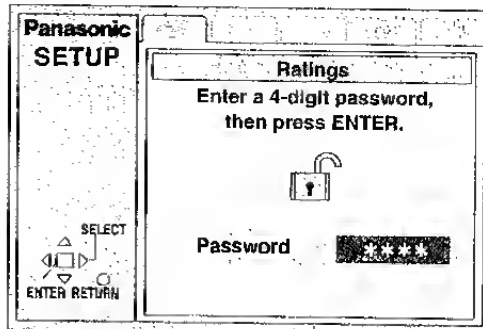 Panasonic
SETUP
Ratings
Enter a 4-digit password,
then press ENTER.
Password ****
SELECT
ENTER RETURN